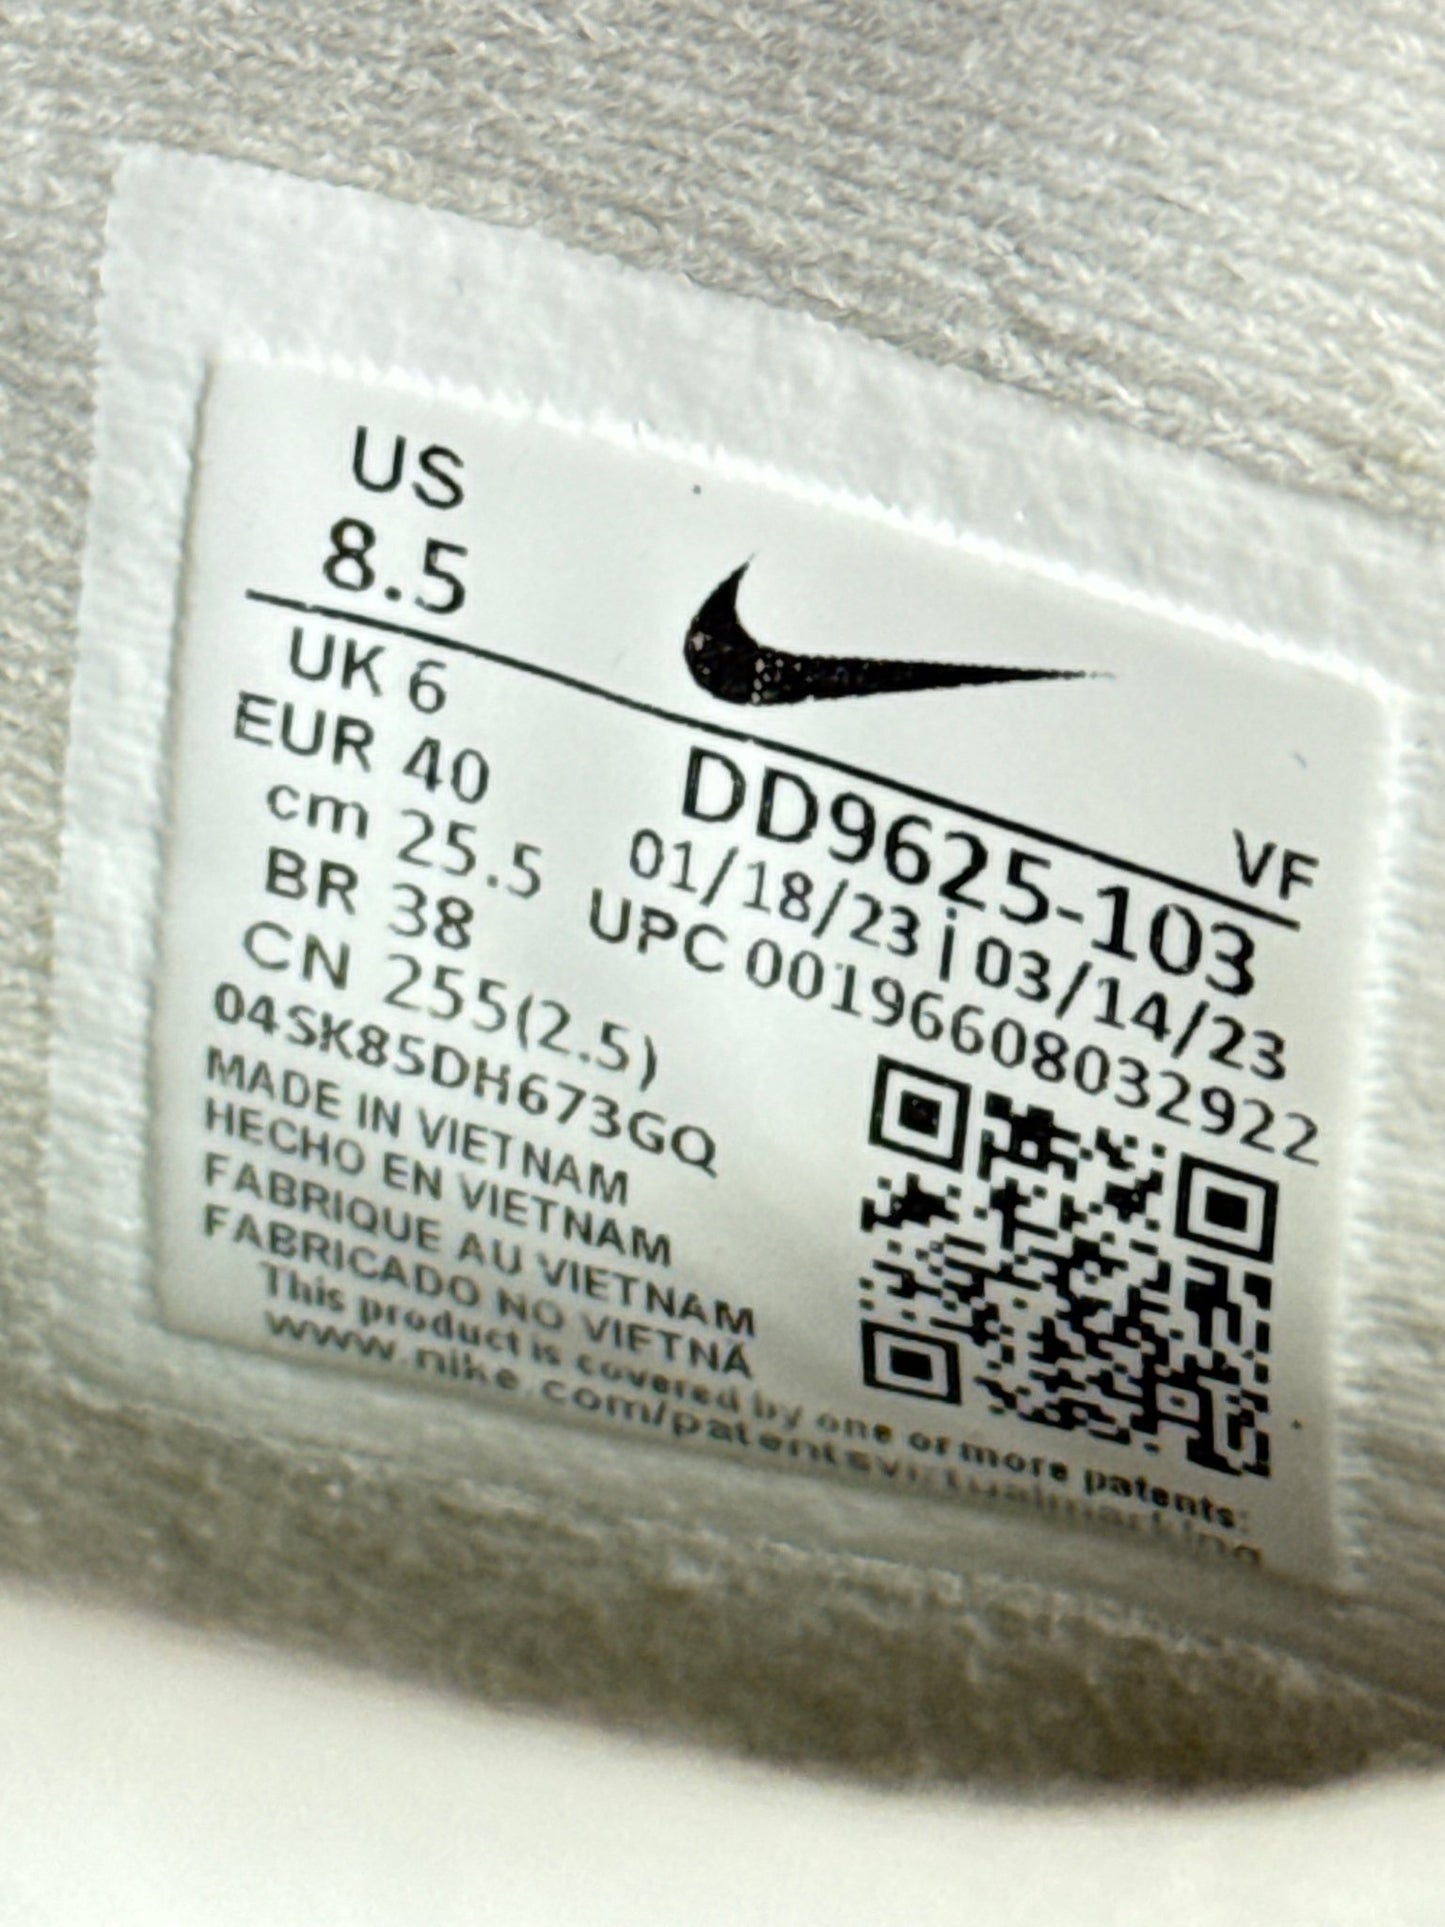 US
8.5
VF
UK 6
EUR 40
cm 25.5
BR 38
CN 255(2.5)
DD9625-103
01/18/23 | 03/14/23
UPC 00196608032922
04SK85DH673GQ
MADE IN VIETNAM
HECHO EN VIETNAM
FABRIQUE AU VIETNAM
FABRICADO NO VIETNÃ
This product is covered by one or more patents:
www.nike.com/patentsvirtualmarking